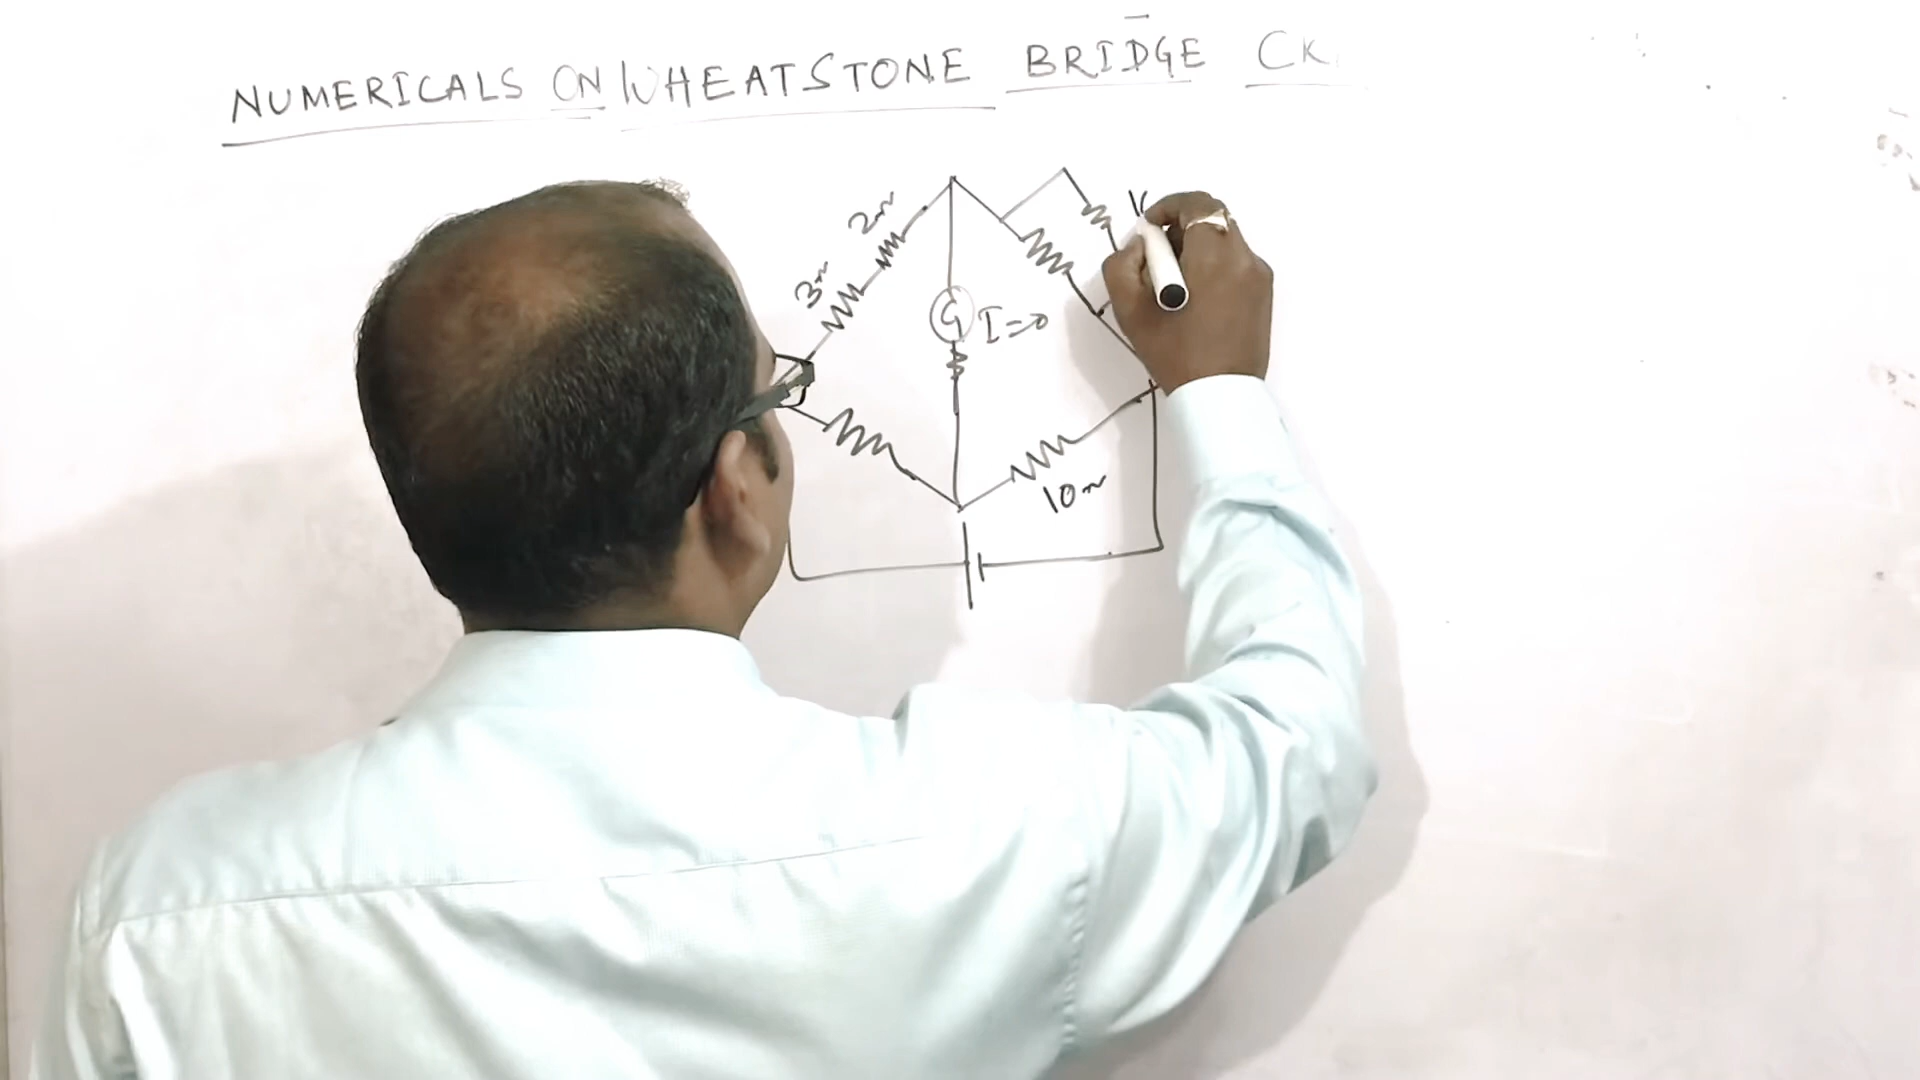 NUMERICALS ON WHEATSTONE BRIDGE CK
2Ω
3Ω
G I=0
10Ω